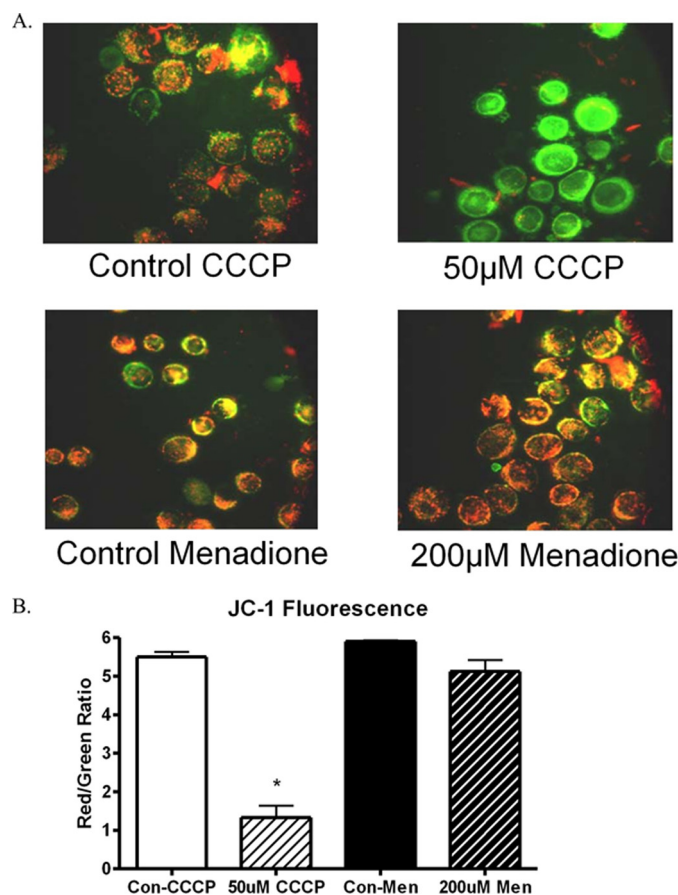 A.
Control CCCP
50µM CCCP
Control Menadione
200µM Menadione
B.
JC-1 Fluorescence
Red/Green Ratio
6
5
4
3
2
1
0
*
Con-CCCP 50uM CCCP Con-Men 200uM Men